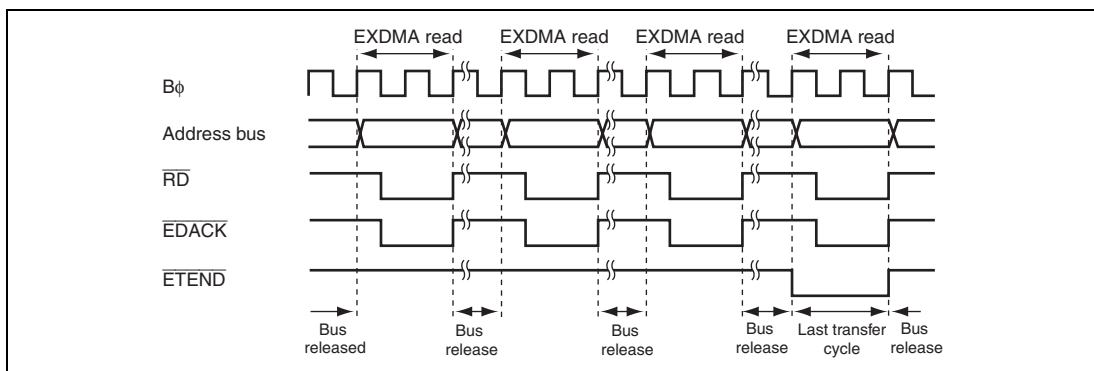 EXDMA read EXDMA read EXDMA read EXDMA read
Bϕ
Address bus
RD
EDACK
ETEND
Bus released
Bus release
Bus release
Bus release
Last transfer cycle
Bus release